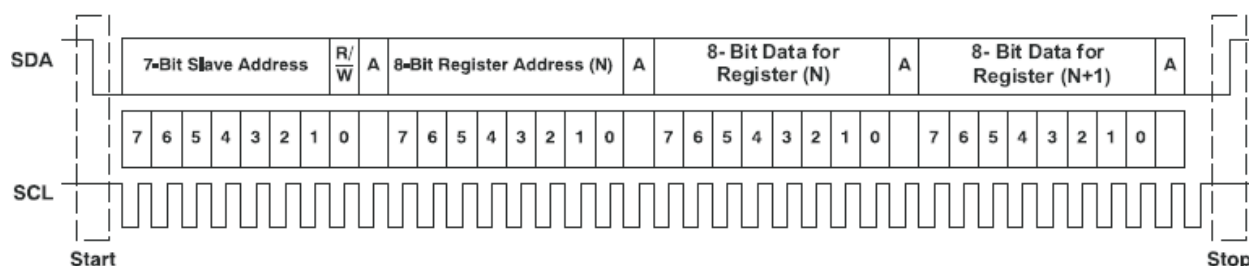 SDA
7-Bit Slave Address
R/
W
A
8-Bit Register Address (N)
A
8- Bit Data for
Register (N)
A
8- Bit Data for
Register (N+1)
A
7 6 5 4 3 2 1 0 7 6 5 4 3 2 1 0 7 6 5 4 3 2 1 0 7 6 5 4 3 2 1 0
SCL
Start
Stop